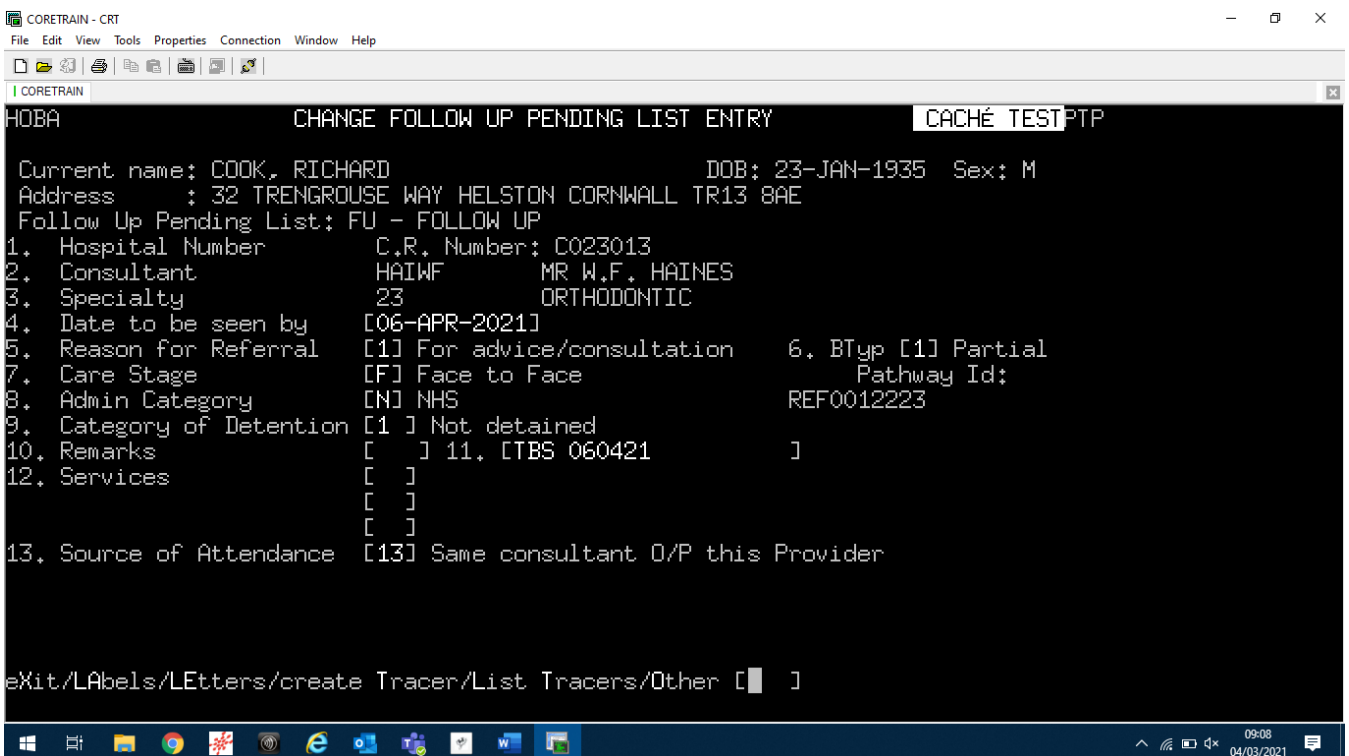 CORETRAIN - CRT
File Edit View Tools Properties Connection Window Help
CORETRAIN
HOBA CHANGE FOLLOW UP PENDING LIST ENTRY CACHÉ TESTPTP
Current name: COOK, RICHARD DOB: 23-JAN-1935 Sex: M
Address : 32 TRENGROUSE WAY HELSTON CORNWALL TR13 8AE
Follow Up Pending List: FU - FOLLOW UP
1. Hospital Number C.R. Number: C023013
2. Consultant HAIWF MR W.F. HAINES
3. Specialty 23 ORTHODONTIC
4. Date to be seen by [06-APR-2021]
5. Reason for Referral [1] For advice/consultation 6. BTyp [1] Partial
7. Care Stage [F] Face to Face Pathway Id:
8. Admin Category [N] NHS REF0012223
9. Category of Detention [1 ] Not detained
10. Remarks [ ] 11. [TBS 060421 ]
12. Services [ ]
[ ]
[ ]
13. Source of Attendance [13] Same consultant O/P this Provider
eXit/LAbels/LEtters/create Tracer/List Tracers/Other [ ]
09:08
04/03/2021